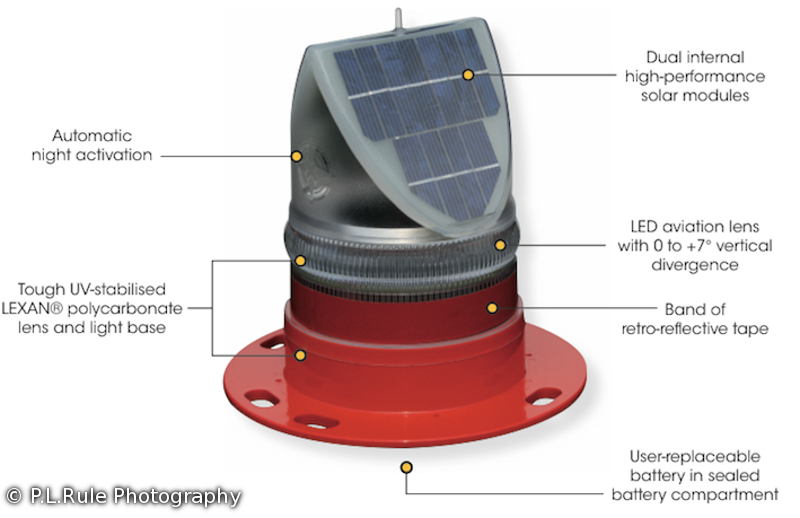 Dual internal
high-performance
solar modules
Automatic
night activation
LED aviation lens
with 0 to +7° vertical
divergence
Tough UV-stabilised
LEXAN® polycarbonate
lens and light base
Band of
retro-reflective tape
User-replaceable
battery in sealed
battery compartment
© P.L.Rule Photography